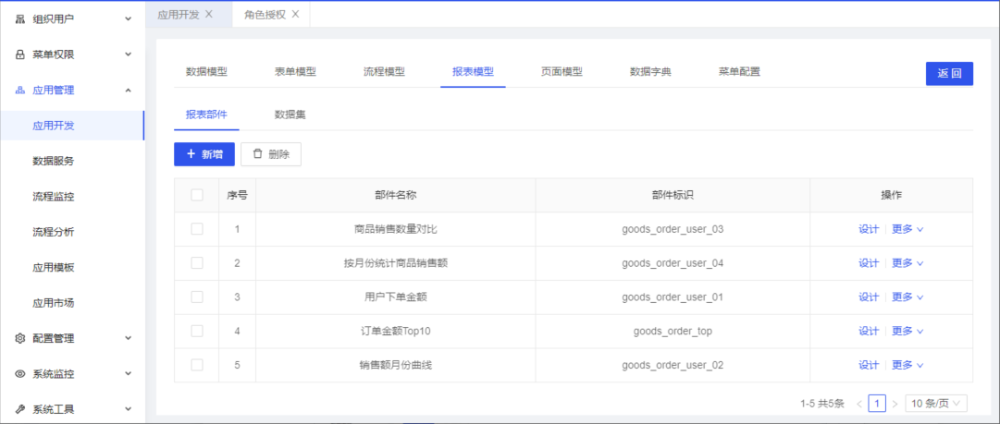 组织用户
菜单权限
应用管理
应用开发
数据服务
流程监控
流程分析
应用模板
应用市场
配置管理
系统监控
系统工具
应用开发 X 角色授权 X
数据模型 表单模型 流程模型 报表模型 页面模型 数据字典 菜单配置 返回
报表部件 数据集
+ 新增 删除
序号 部件名称 部件标识 操作
1 商品销售数量对比 goods_order_user_03 设计 更多
2 按月份统计商品销售额 goods_order_user_04 设计 更多
3 用户下单金额 goods_order_user_01 设计 更多
4 订单金额Top10 goods_order_top 设计 更多
5 销售额月份曲线 goods_order_user_02 设计 更多
1-5 共5条 < 1 > 10 条/页